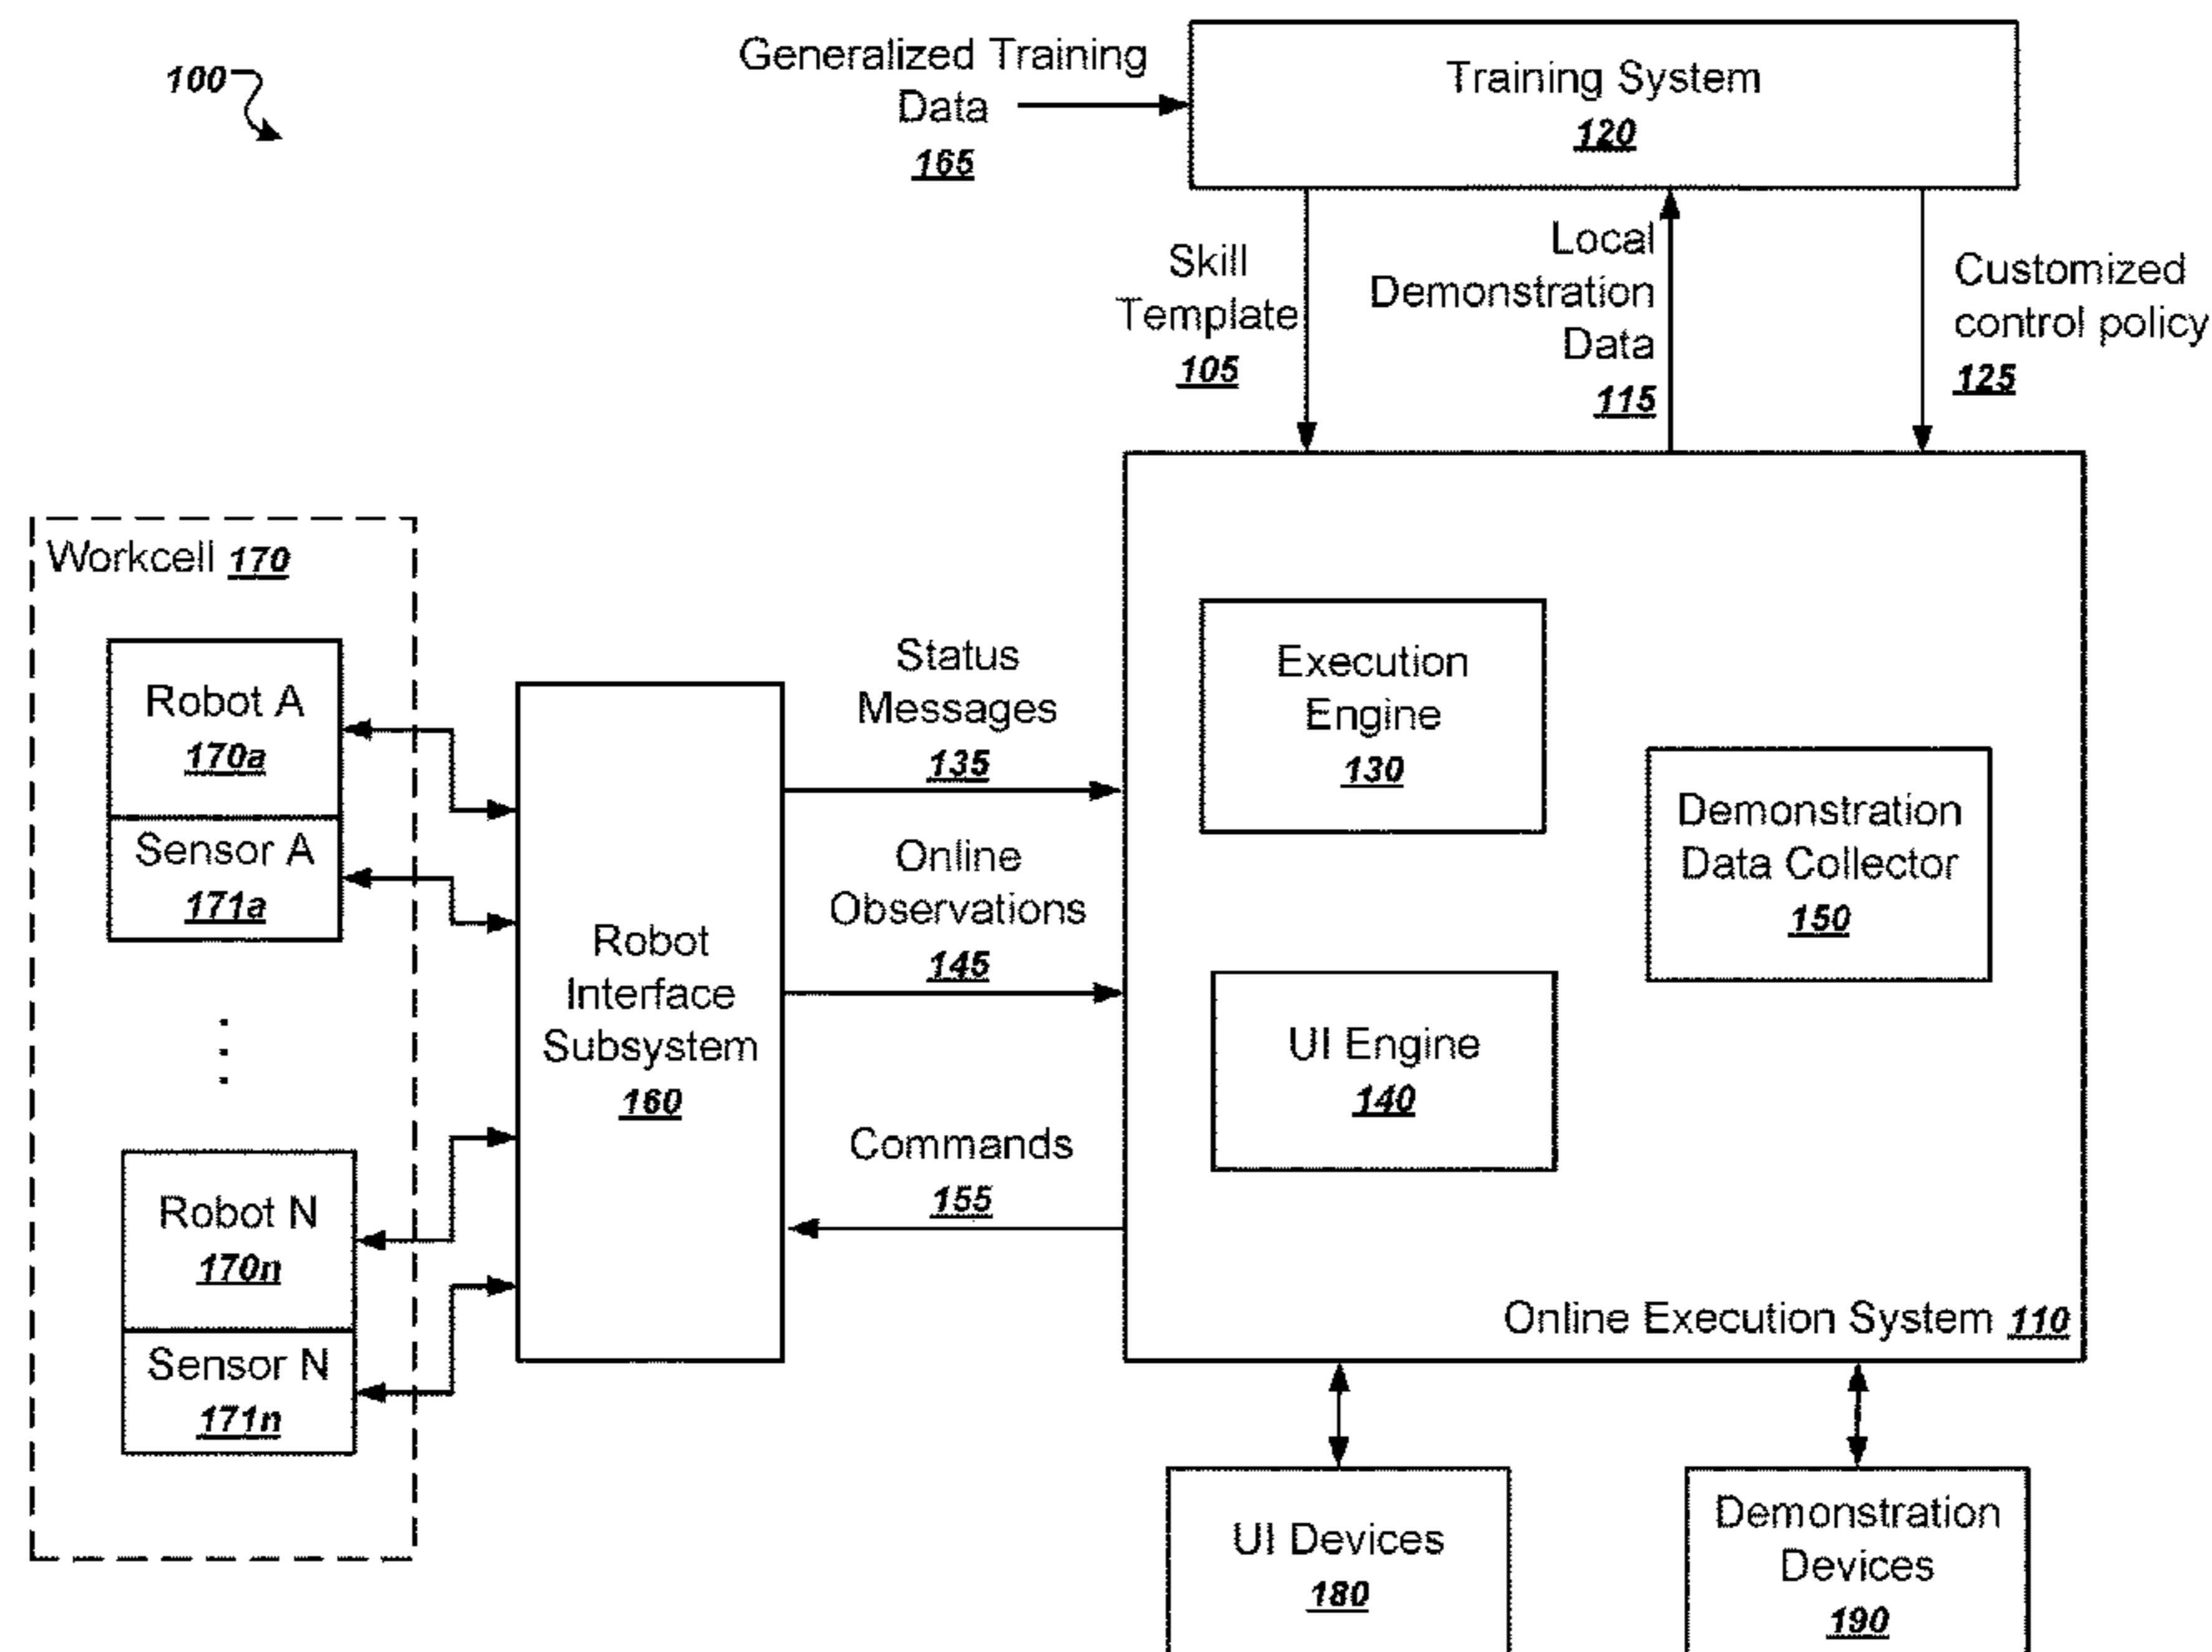 100
Generalized Training
Data
165
Training System
120
Skill
Template
105
Local
Demonstration
Data
115
Customized
control policy
125
Workcell 170
Robot A
170a
Sensor A
171a
Robot N
170n
Sensor N
171n
Robot
Interface
Subsystem
160
Status
Messages
135
Online
Observations
145
Commands
155
Execution
Engine
130
Demonstration
Data Collector
150
UI Engine
140
Online Execution System 110
UI Devices
180
Demonstration
Devices
190